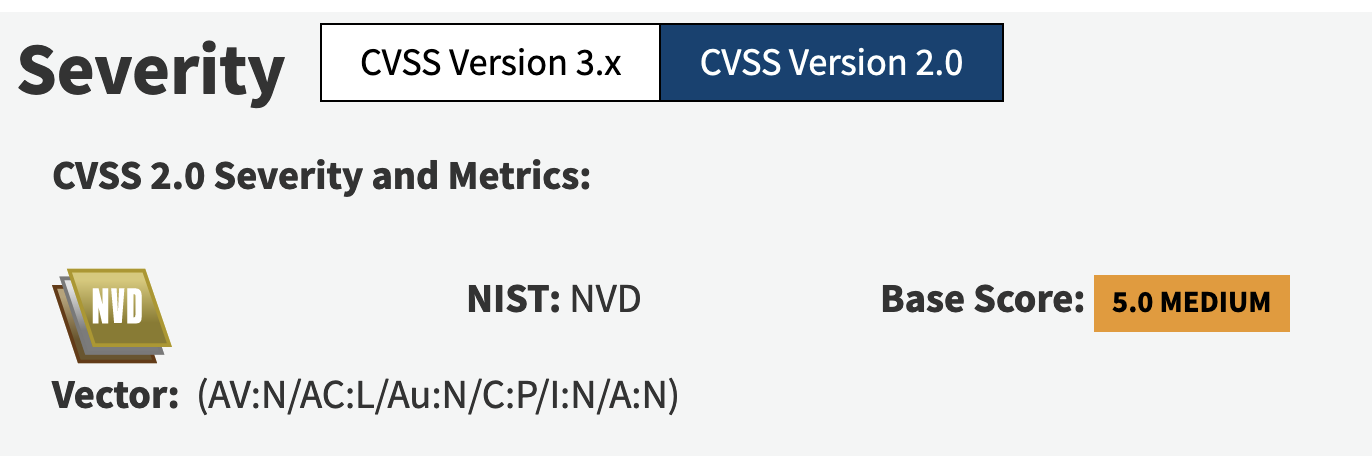 Severity CVSS Version 3.x CVSS Version 2.0
CVSS 2.0 Severity and Metrics:
NVD NIST: NVD Base Score: 5.0 MEDIUM
Vector: (AV:N/AC:L/Au:N/C:P/I:N/A:N)